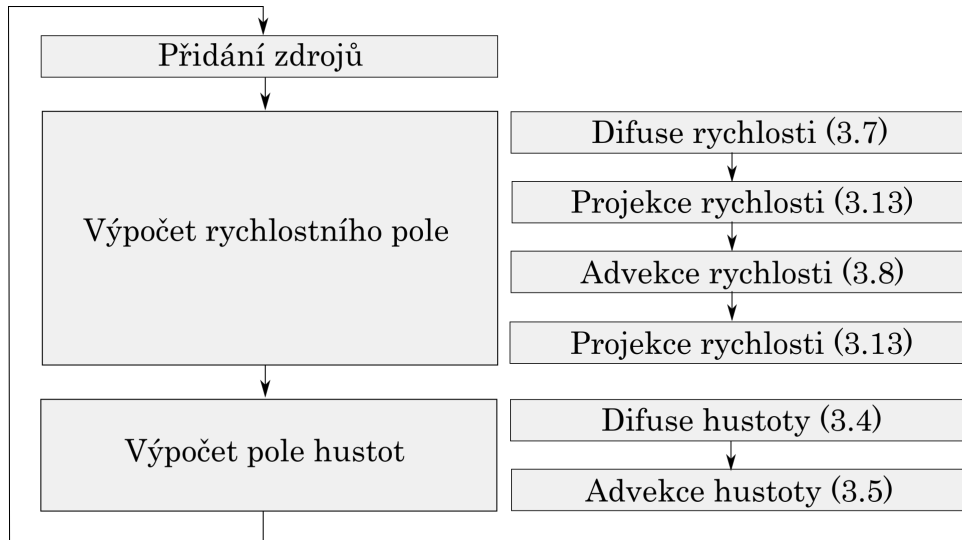 Přidání zdrojů
Výpočet rychlostního pole
Difuse rychlosti (3.7)
Projekce rychlosti (3.13)
Advekce rychlosti (3.8)
Projekce rychlosti (3.13)
Výpočet pole hustot
Difuse hustoty (3.4)
Advekce hustoty (3.5)